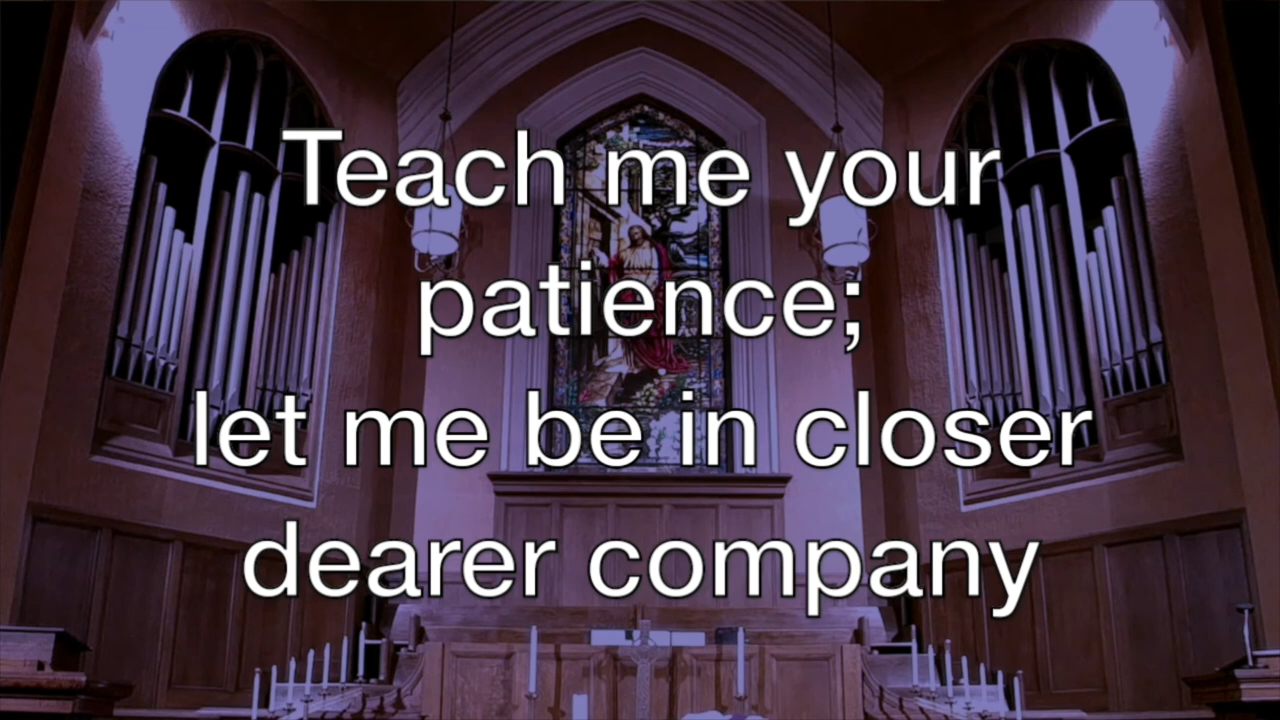 Teach me your
patience;
let me be in closer
dearer company